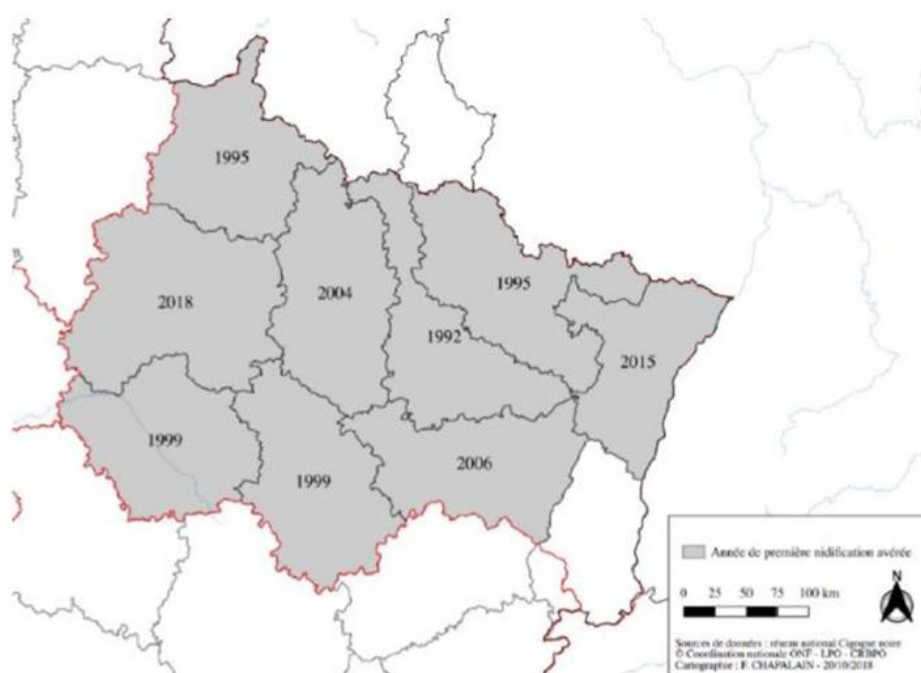 1995
1995
2018
2004
1992
2015
1999
1999
2006
Année de première nidification avérée
N
0 25 50 75 100 km
Sources de données : réseau national Cigogne noire
© Coordination nationale ONF - LPO - CRBPO
Cartographie : F. CHAPALAIN - 20/10/2018